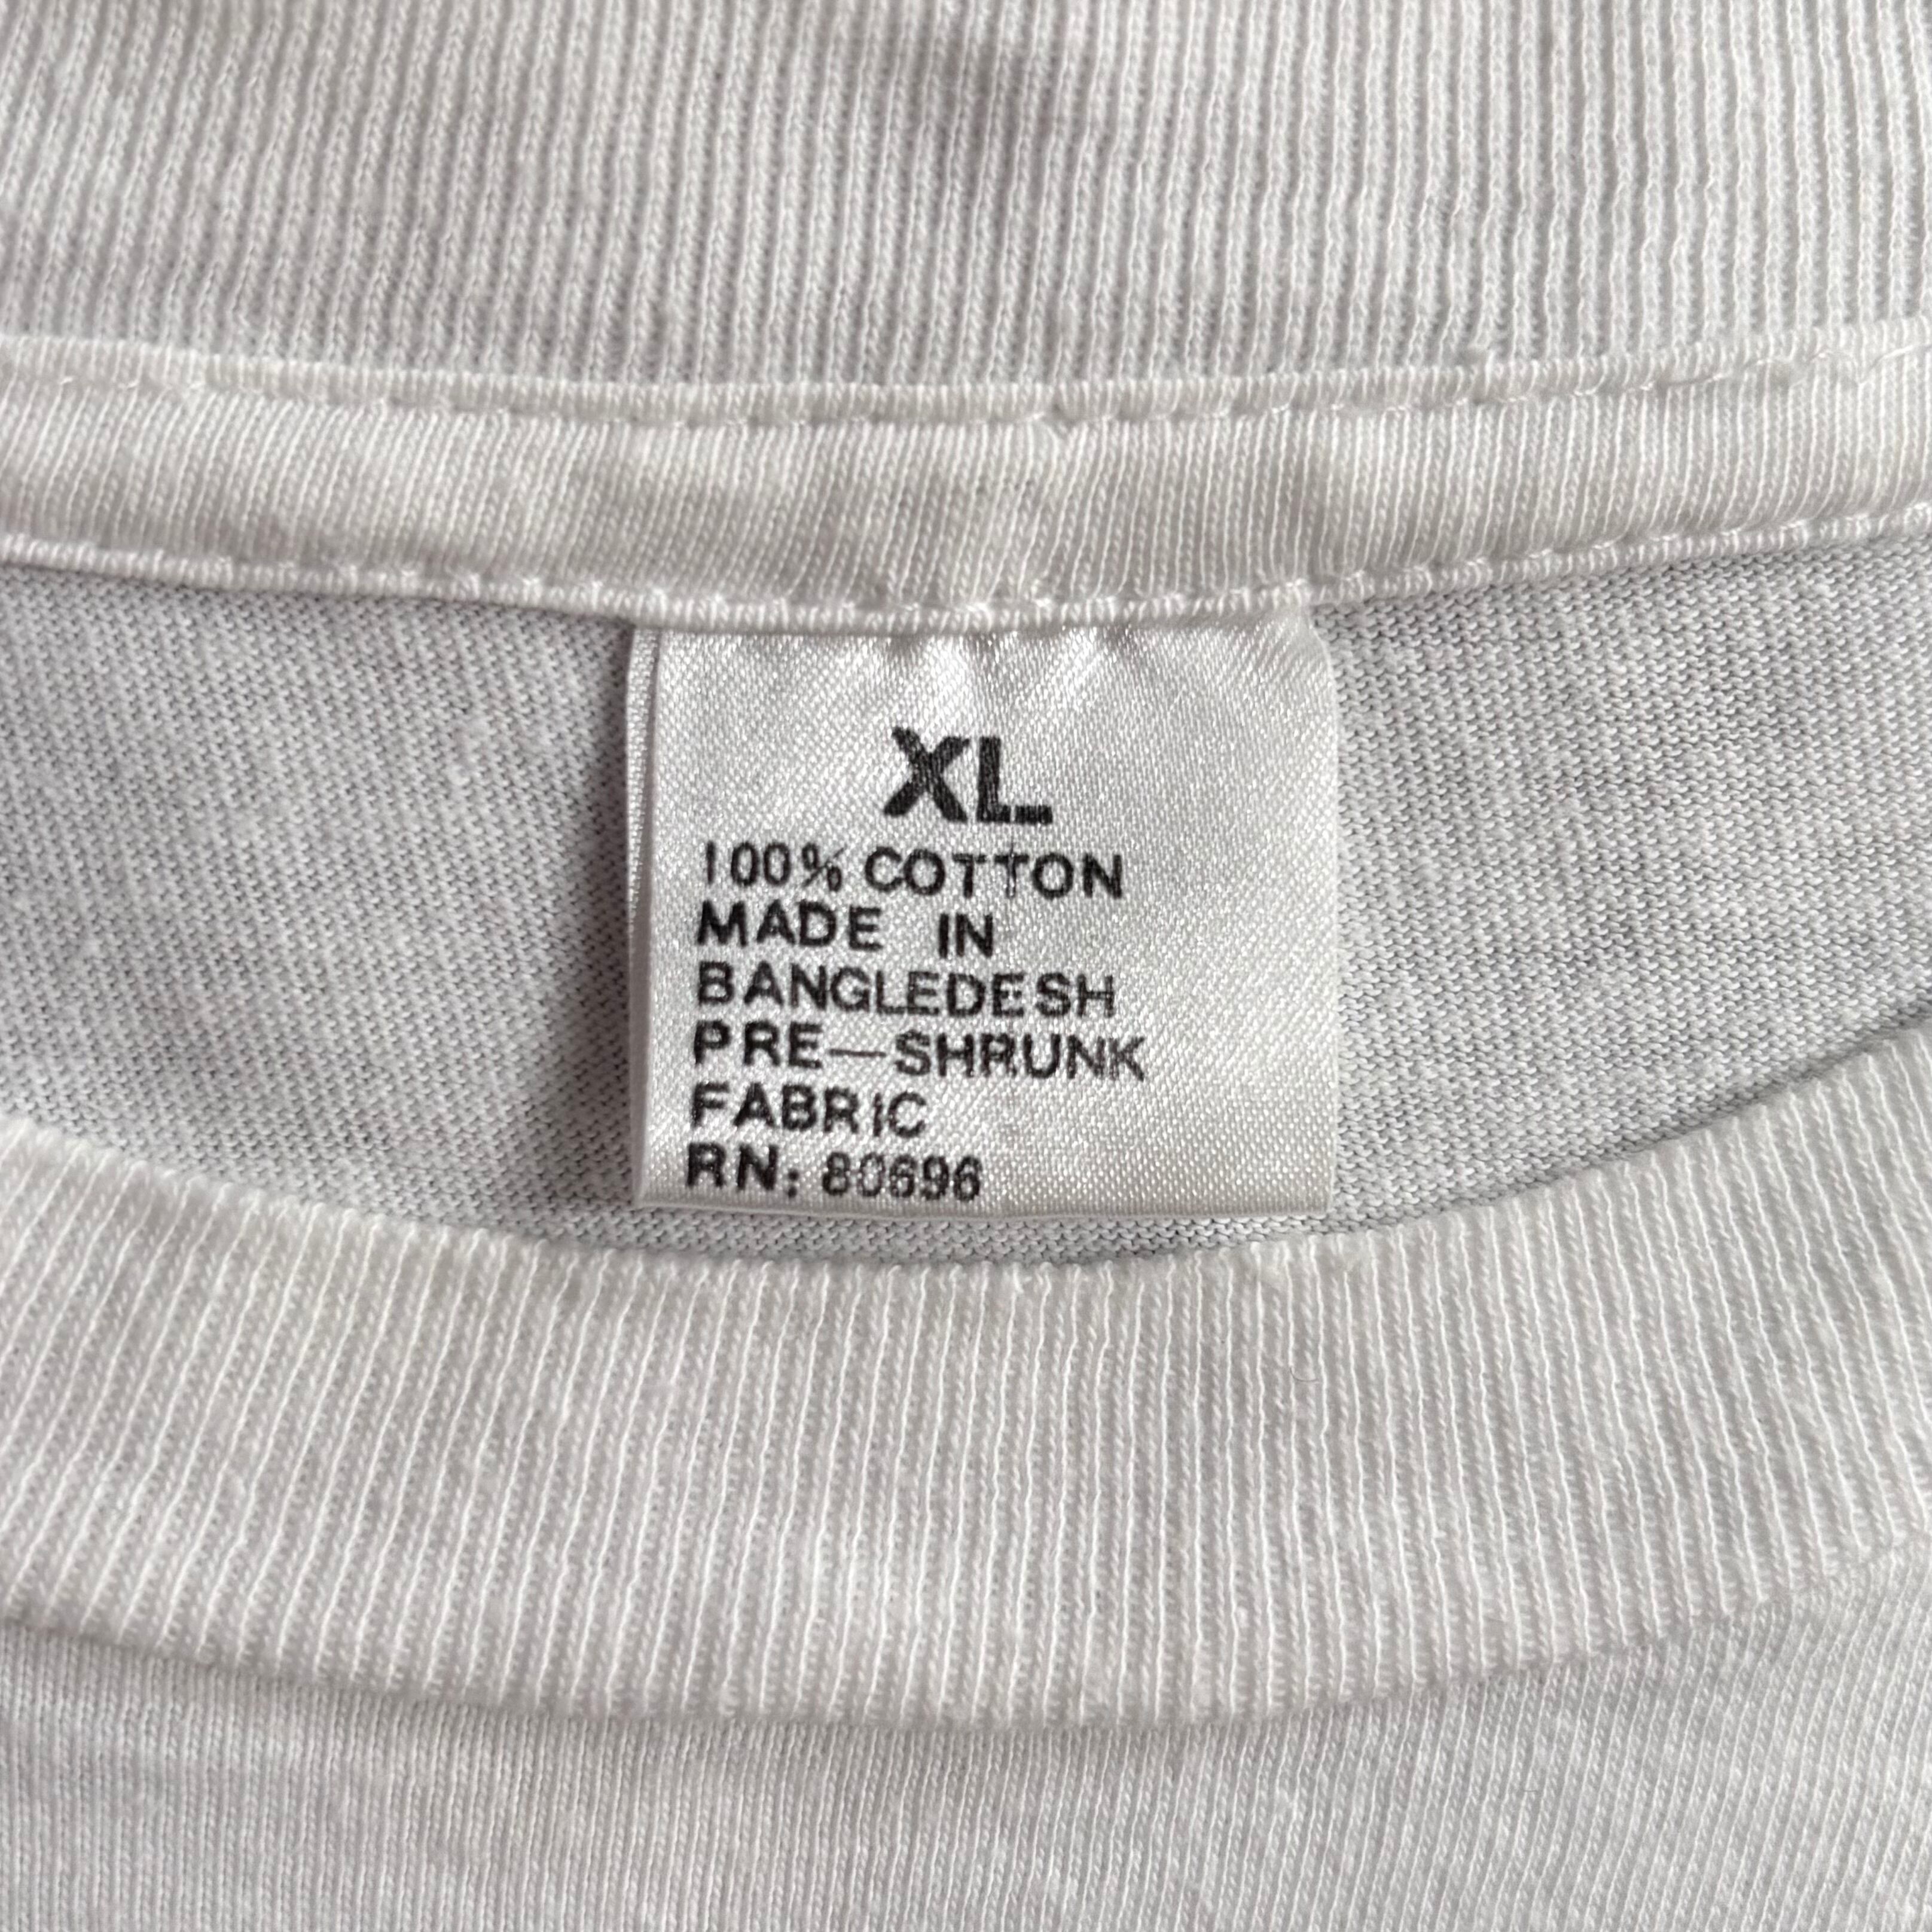 XL
100% COTTON
MADE IN
BANGLEDESH
PRE-SHRUNK
FABRIC
RN: 80696